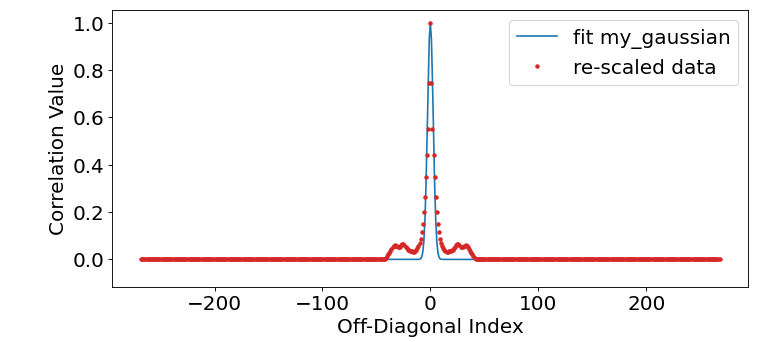 fit my_gaussian
re-scaled data
Correlation Value
1.0
0.8
0.6
0.4
0.2
0.0
−200 −100 0 100 200
Off-Diagonal Index